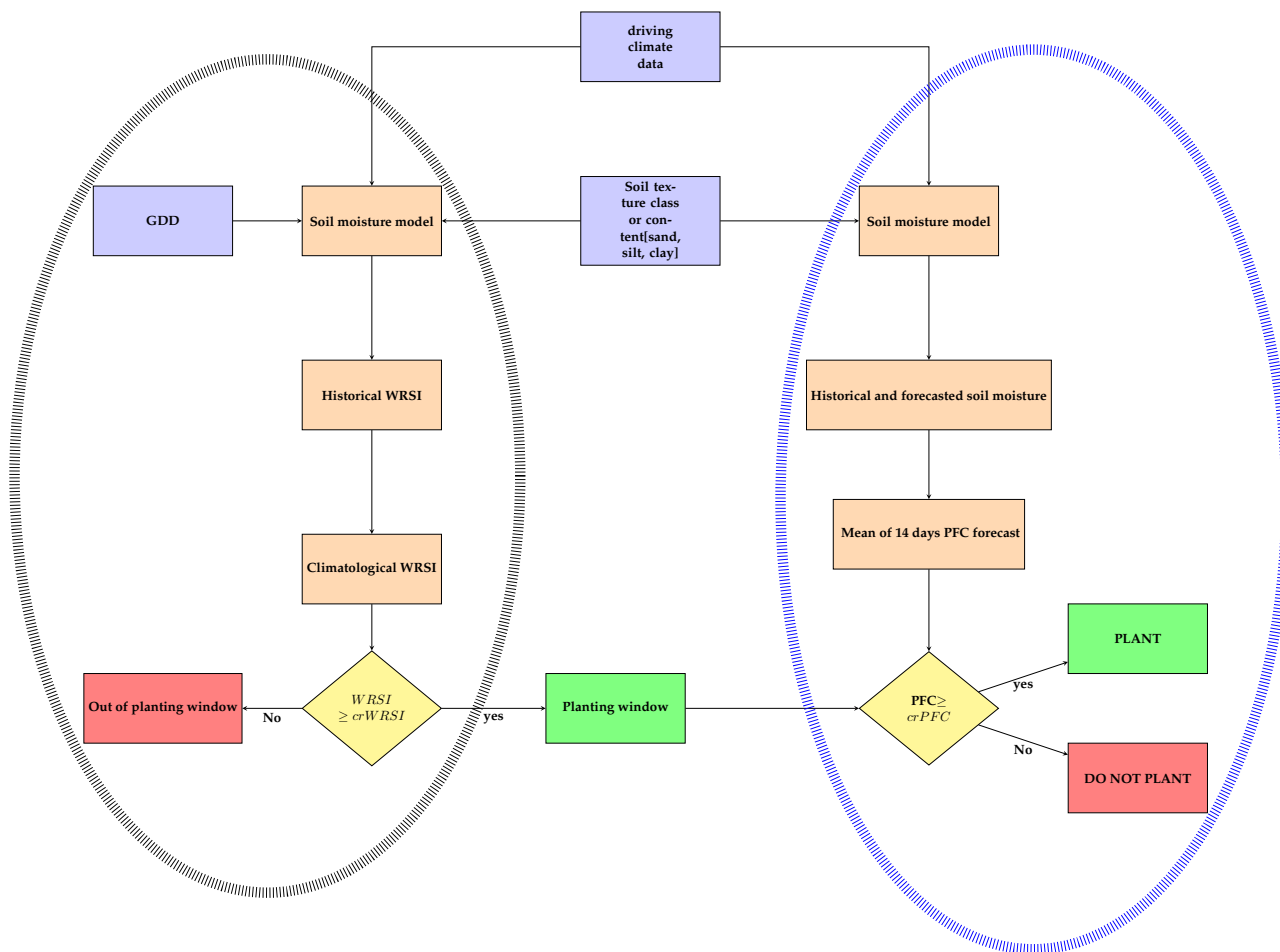 driving
climate
data
GDD
Soil moisture model
Soil tex-
ture class
or con-
tent[sand,
silt, clay]
Soil moisture model
Historical WRSI
Historical and forecasted soil moisture
Climatological WRSI
Mean of 14 days PFC forecast
Out of planting window
No
WRSI
≥ crWRSI
yes
Planting window
PFC≥
crPFC
yes
PLANT
No
DO NOT PLANT